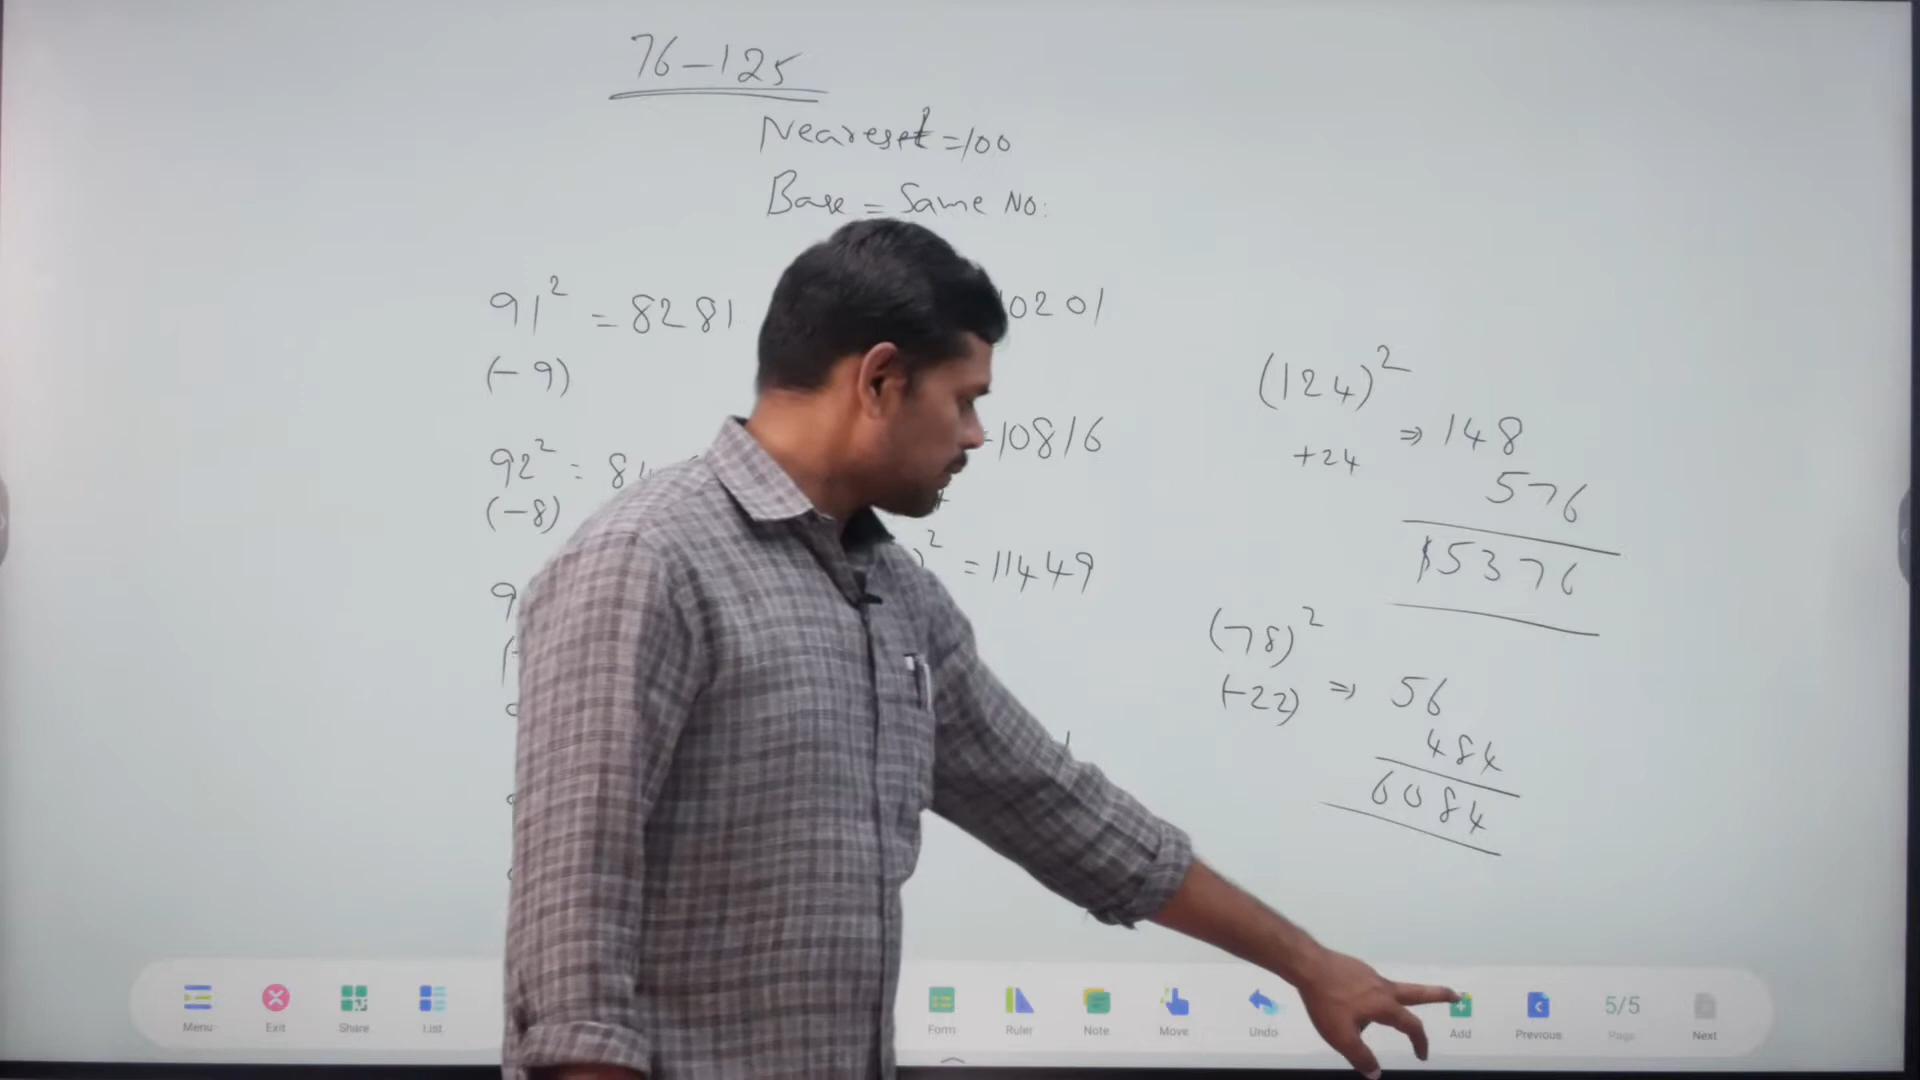 76-125
Nearest =100
Base = Same No:
91² = 8281
(-9)
92² =
(-8)
10201
=10816
² = 11449
(124)²
+24 ⇒ 148
576
15376
(78)²
(-22) ⇒ 56
484
6084
Menu Exit Share List Form Ruler Note Move Undo Add Previous 5/5 Page Next